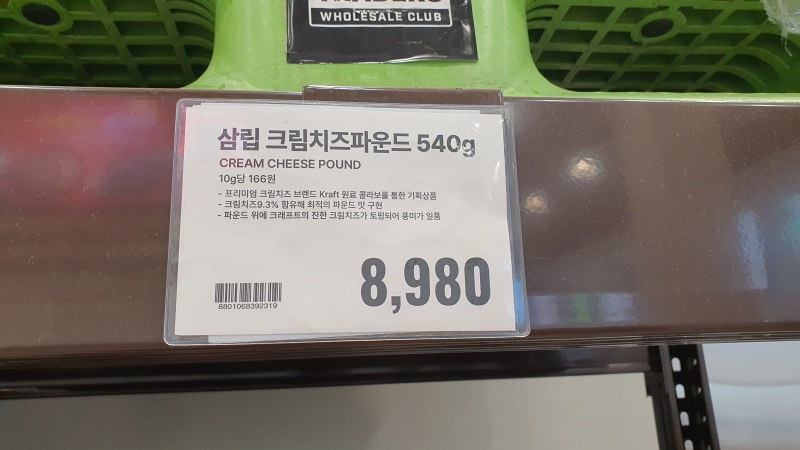 WHOLESALE CLUB
삼립 크림치즈파운드 540g
CREAM CHEESE POUND
10g당 166원
- 프리미엄 크림치즈 브랜드 Kraft 원료 콜라보를 통한 기획상품
- 크림치즈9.3% 함유해 최적의 파운드 맛 구현
- 파운드 위에 크래프트의 진한 크림치즈가 토핑되어 풍미가 일품
8,980
8801068392319